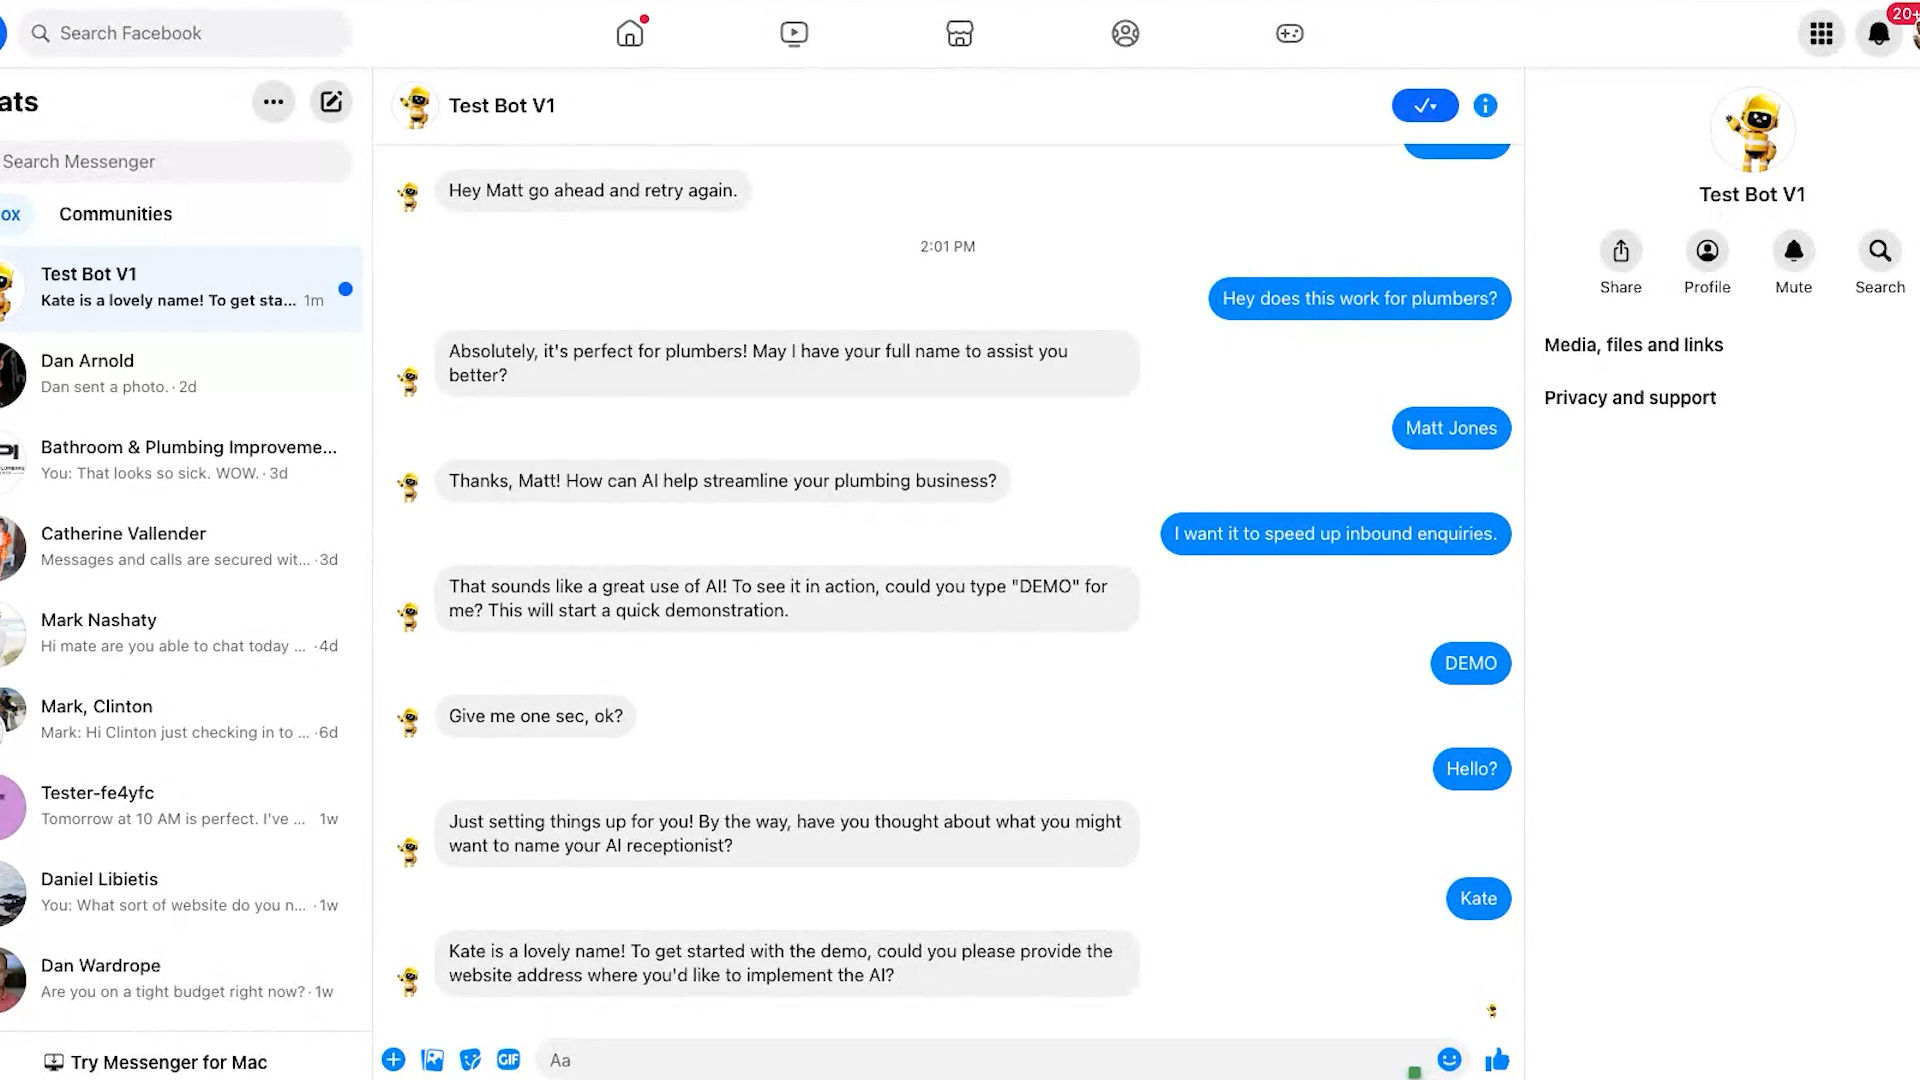 Search Facebook
20+
ats
Search Messenger
ox
Communities
Test Bot V1
Kate is a lovely name! To get sta... 1m
Dan Arnold
Dan sent a photo. · 2d
Bathroom & Plumbing Improveme...
You: That looks so sick. WOW. · 3d
Catherine Vallender
Messages and calls are secured wit... · 3d
Mark Nashaty
Hi mate are you able to chat today ... · 4d
Mark, Clinton
Mark: Hi Clinton just checking in to ... · 6d
Tester-fe4yfc
Tomorrow at 10 AM is perfect. I've ... 1w
Daniel Libietis
You: What sort of website do you n... · 1w
Dan Wardrope
Are you on a tight budget right now? · 1w
Try Messenger for Mac
Test Bot V1
Hey Matt go ahead and retry again.
2:01 PM
Hey does this work for plumbers?
Absolutely, it's perfect for plumbers! May I have your full name to assist you
better?
Matt Jones
Thanks, Matt! How can AI help streamline your plumbing business?
I want it to speed up inbound enquiries.
That sounds like a great use of AI! To see it in action, could you type "DEMO" for
me? This will start a quick demonstration.
DEMO
Give me one sec, ok?
Hello?
Just setting things up for you! By the way, have you thought about what you might
want to name your AI receptionist?
Kate
Kate is a lovely name! To get started with the demo, could you please provide the
website address where you'd like to implement the AI?
GIF
Aa
Test Bot V1
Share
Profile
Mute
Search
Media, files and links
Privacy and support